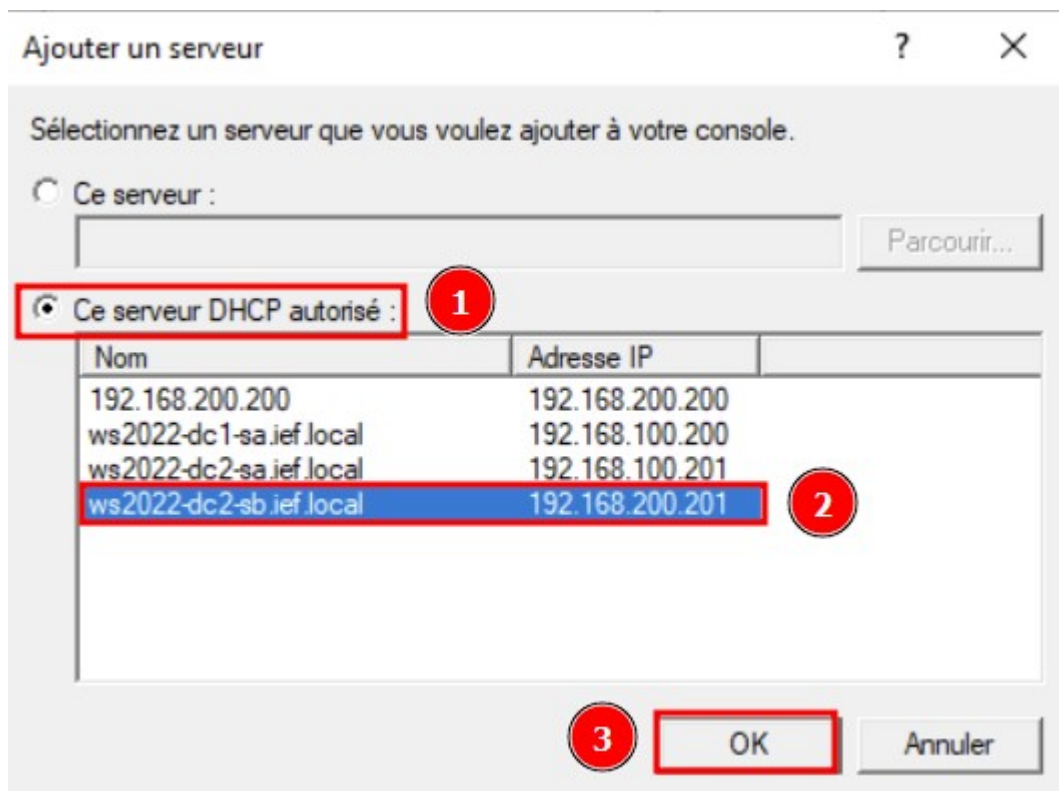 Ajouter un serveur ? ×
Sélectionnez un serveur que vous voulez ajouter à votre console.
Ce serveur :
Parcourir...
Ce serveur DHCP autorisé : 1
Nom Adresse IP
192.168.200.200 192.168.200.200
ws2022-dc1-sa.ief.local 192.168.100.200
ws2022-dc2-sa.ief.local 192.168.100.201
ws2022-dc2-sb.ief.local 192.168.200.201 2
3 OK Annuler